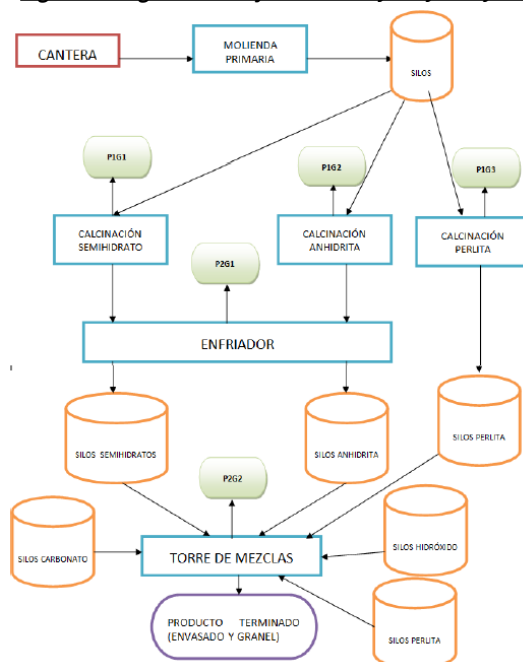 CANTERA
MOLIENDA
PRIMARIA
SILOS
P1G1
P1G2
P1G3
CALCINACIÓN
SEMIHIDRATO
CALCINACIÓN
ANHIDRITA
CALCINACIÓN
PERLITA
P2G1
ENFRIADOR
SILOS SEMIHIDRATOS
SILOS ANHIDRITA
SILOS PERLITA
P2G2
SILOS CARBONATO
TORRE DE MEZCLAS
SILOS HIDRÓXIDO
PRODUCTO TERMINADO
(ENVASADO Y GRANEL)
SILOS PERLITA